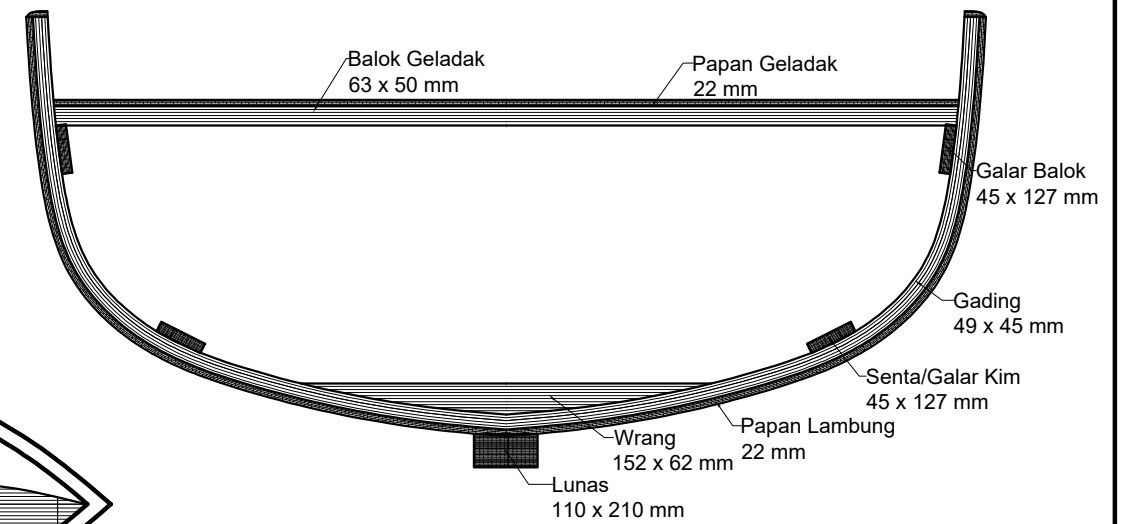 Balok Geladak
63 x 50 mm
Papan Geladak
22 mm
Galar Balok
45 x 127 mm
Gading
49 x 45 mm
Senta/Galar Kim
45 x 127 mm
Papan Lambung
22 mm
Wrang
152 x 62 mm
Lunas
110 x 210 mm